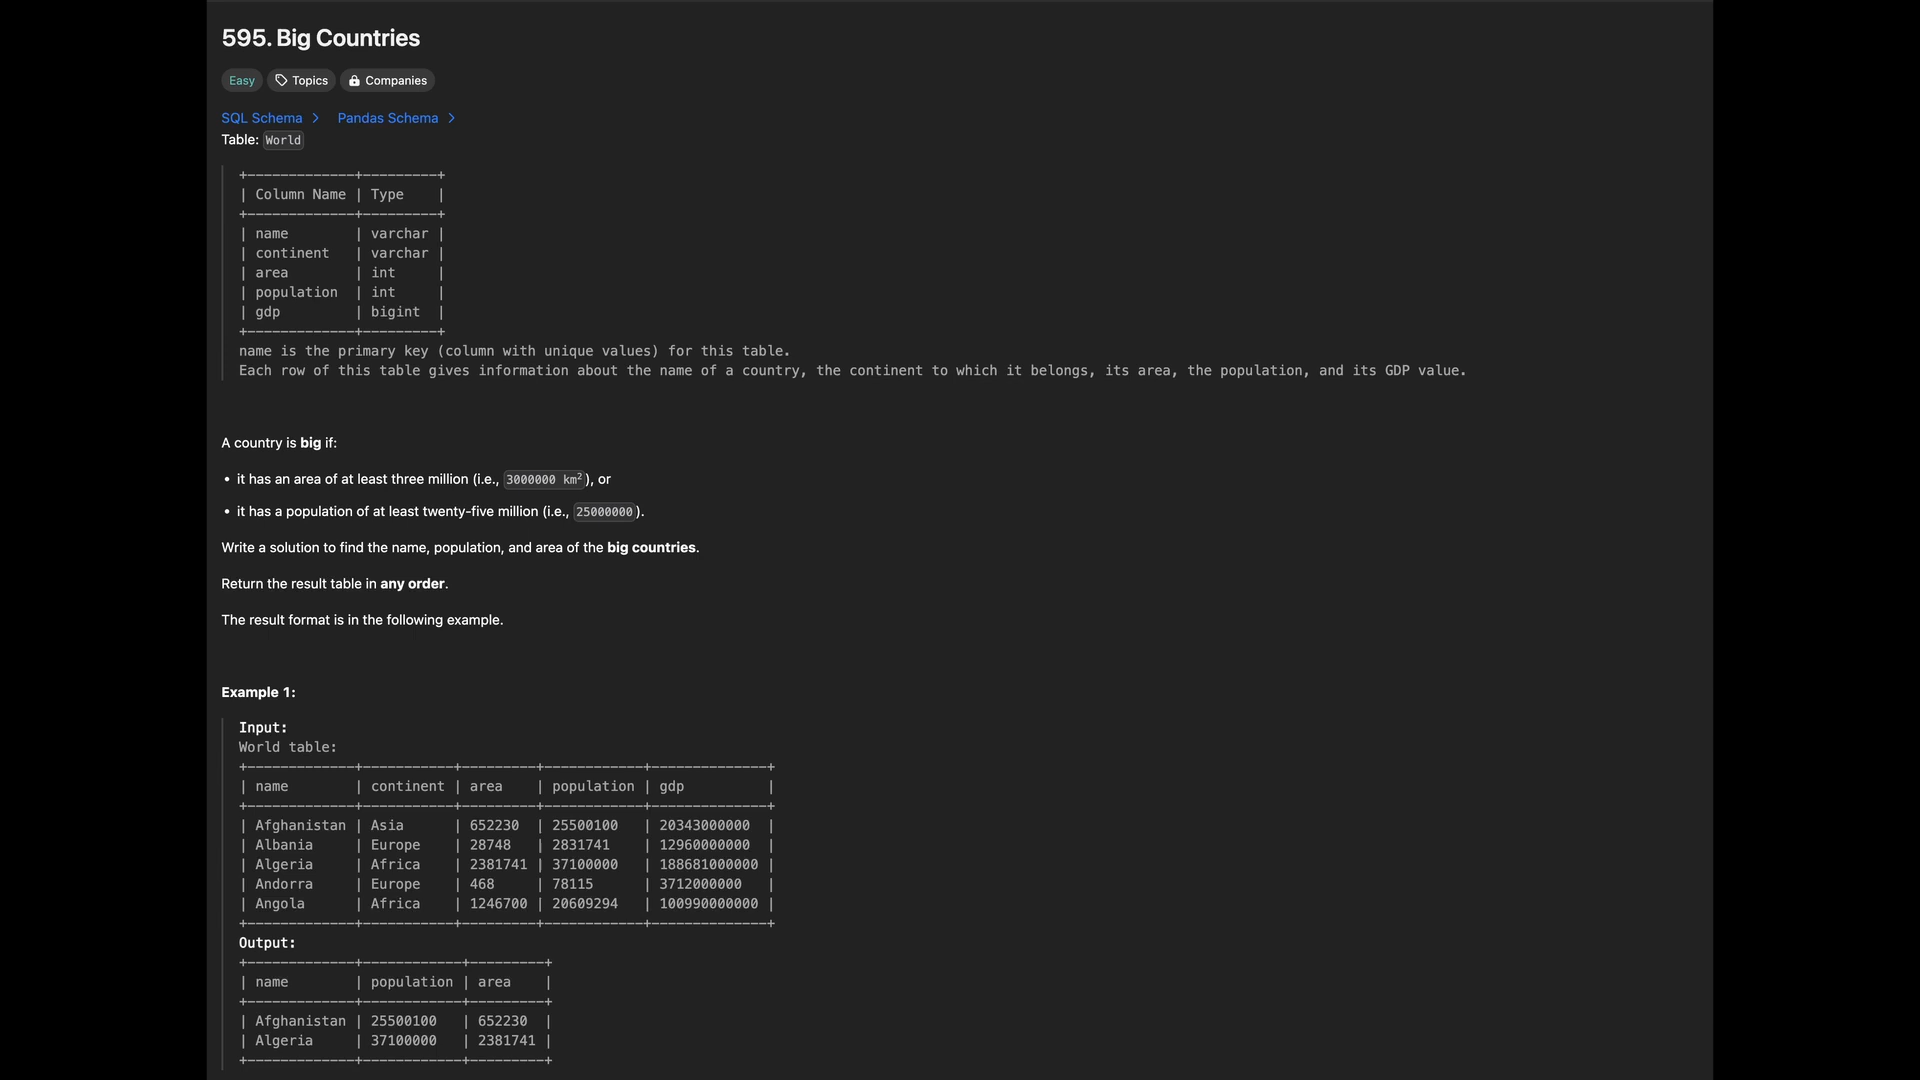 595. Big Countries
Easy Topics Companies
SQL Schema > Pandas Schema >
Table: World
+-------------+---------+
| Column Name | Type    |
+-------------+---------+
| name        | varchar |
| continent   | varchar |
| area        | int     |
| population  | int     |
| gdp         | bigint  |
+-------------+---------+
name is the primary key (column with unique values) for this table.
Each row of this table gives information about the name of a country, the continent to which it belongs, its area, the population, and its GDP value.
A country is big if:
• it has an area of at least three million (i.e., 3000000 km²), or
• it has a population of at least twenty-five million (i.e., 25000000).
Write a solution to find the name, population, and area of the big countries.
Return the result table in any order.
The result format is in the following example.
Example 1:
Input:
World table:
+-------------+-----------+---------+------------+--------------+
| name        | continent | area    | population | gdp          |
+-------------+-----------+---------+------------+--------------+
| Afghanistan | Asia      | 652230  | 25500100   | 20343000000  |
| Albania     | Europe    | 28748   | 2831741    | 12960000000  |
| Algeria     | Africa    | 2381741 | 37100000   | 188681000000 |
| Andorra     | Europe    | 468     | 78115      | 3712000000   |
| Angola      | Africa    | 1246700 | 20609294   | 100990000000 |
+-------------+-----------+---------+------------+--------------+
Output:
+-------------+------------+---------+
| name        | population | area    |
+-------------+------------+---------+
| Afghanistan | 25500100   | 652230  |
| Algeria     | 37100000   | 2381741 |
+-------------+------------+---------+